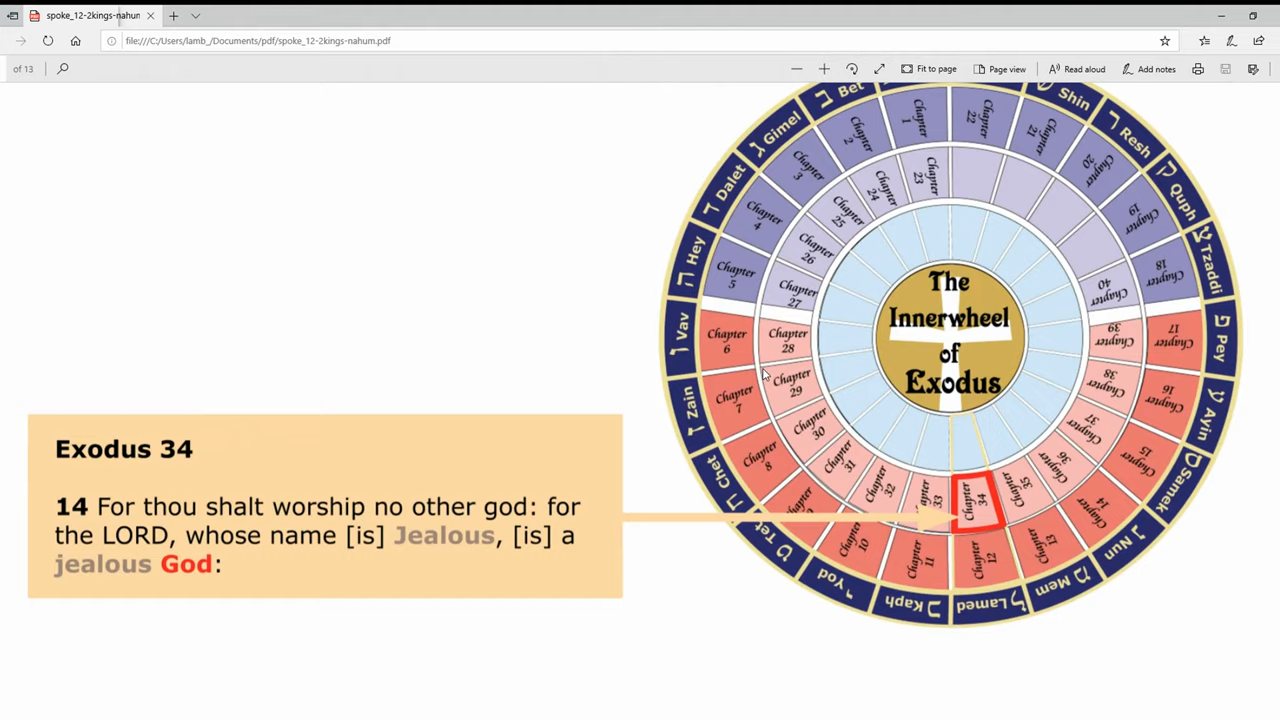 spoke_12-2kings-nahum
file:///C:/Users/lamb_/Documents/pdf/spoke_12-2kings-nahum.pdf
of 13
Fit to page
Page view
Read aloud
Add notes
ב Bet
ג Gimel
ד Dalet
ה Hey
ו Vav
ז Zain
ח Chet
ט Tet
י Yod
כ Kaph
ל Lamed
מ Mem
נ Nun
ס Samek
ע Ayin
פ Pey
צ Tzaddi
ק Quph
ר Resh
ש Shin
Chapter 1
Chapter 2
Chapter 3
Chapter 4
Chapter 5
Chapter 6
Chapter 7
Chapter 8
Chapter 10
Chapter 11
Chapter 12
Chapter 13
Chapter 14
Chapter 15
Chapter 16
Chapter 17
Chapter 18
Chapter 19
Chapter 20
Chapter 21
Chapter 22
Chapter 23
Chapter 24
Chapter 25
Chapter 26
Chapter 27
Chapter 28
Chapter 29
Chapter 30
Chapter 31
Chapter 32
Chapter 33
Chapter 34
Chapter 35
Chapter 36
Chapter 37
Chapter 38
Chapter 39
Chapter 40
The
Innerwheel
of
Exodus
Exodus 34
14 For thou shalt worship no other god: for
the LORD, whose name [is] Jealous, [is] a
jealous God: